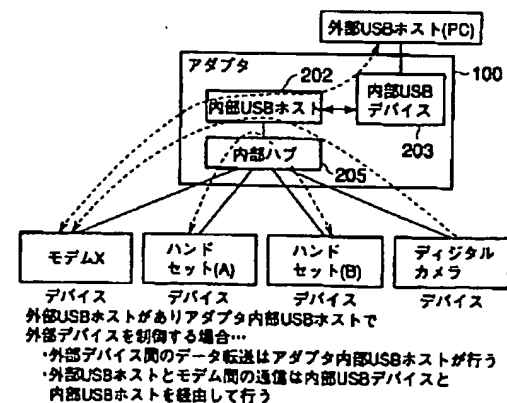 外部USBホスト(PC)
アダプタ
202
100
内部USBホスト
内部USB
デバイス
203
内部ハブ
205
モデムX
ハンド
セット(A)
ハンド
セット(B)
ディジタル
カメラ
デバイス
デバイス
デバイス
デバイス
外部USBホストがありアダプタ内部USBホストで
外部デバイスを制御する場合…
・外部デバイス間のデータ転送はアダプタ内部USBホストが行う
・外部USBホストとモデム間の通信は内部USBデバイスと
内部USBホストを経由して行う